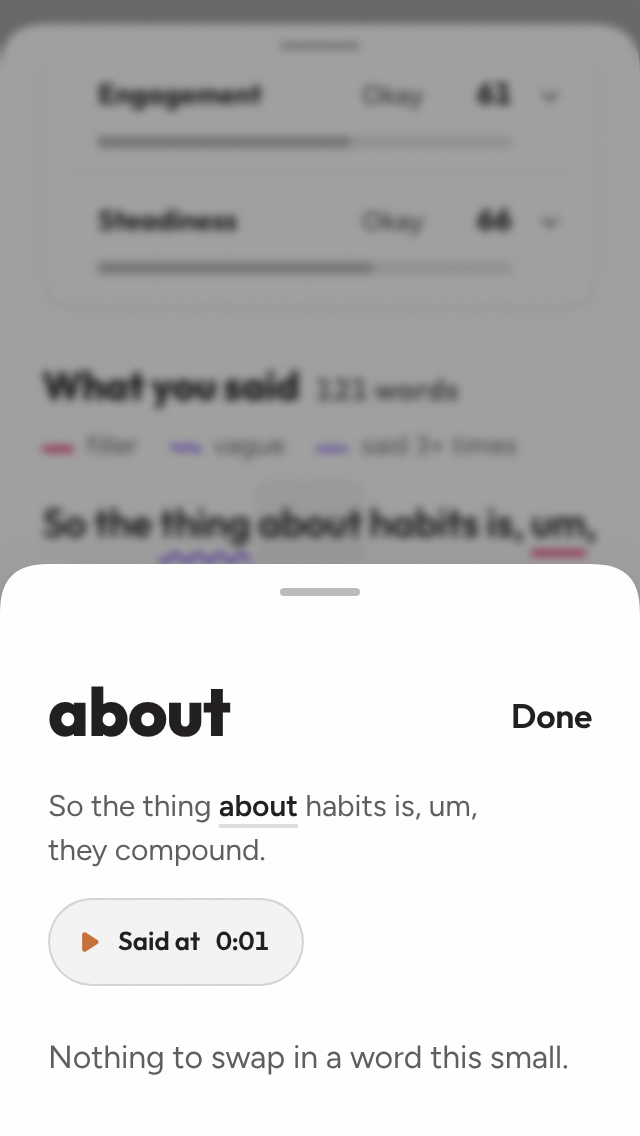 Engagement Okay 61
Steadiness Okay 66
What you said 121 words
filler vague said 3+ times
So the thing about habits is, um,
about
Done
So the thing about habits is, um,
they compound.
Said at 0:01
Nothing to swap in a word this small.